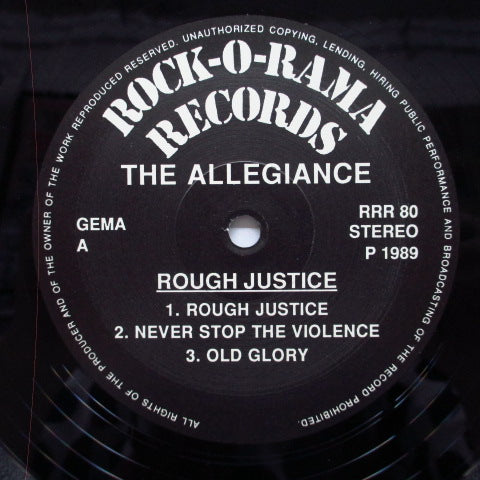 ALL RIGHTS OF THE PRODUCER AND OF THE OWNER OF THE WORK REPRODUCED RESERVED. UNAUTHORIZED COPYING, LENDING, HIRING PUBLIC PERFORMANCE AND BROADCASTING OF THE RECORD PROHIBITED.
ROCK-O-RAMA
RECORDS
THE ALLEGIANCE
GEMA
A
RRR 80
STEREO
P 1989
ROUGH JUSTICE
1. ROUGH JUSTICE
2. NEVER STOP THE VIOLENCE
3. OLD GLORY